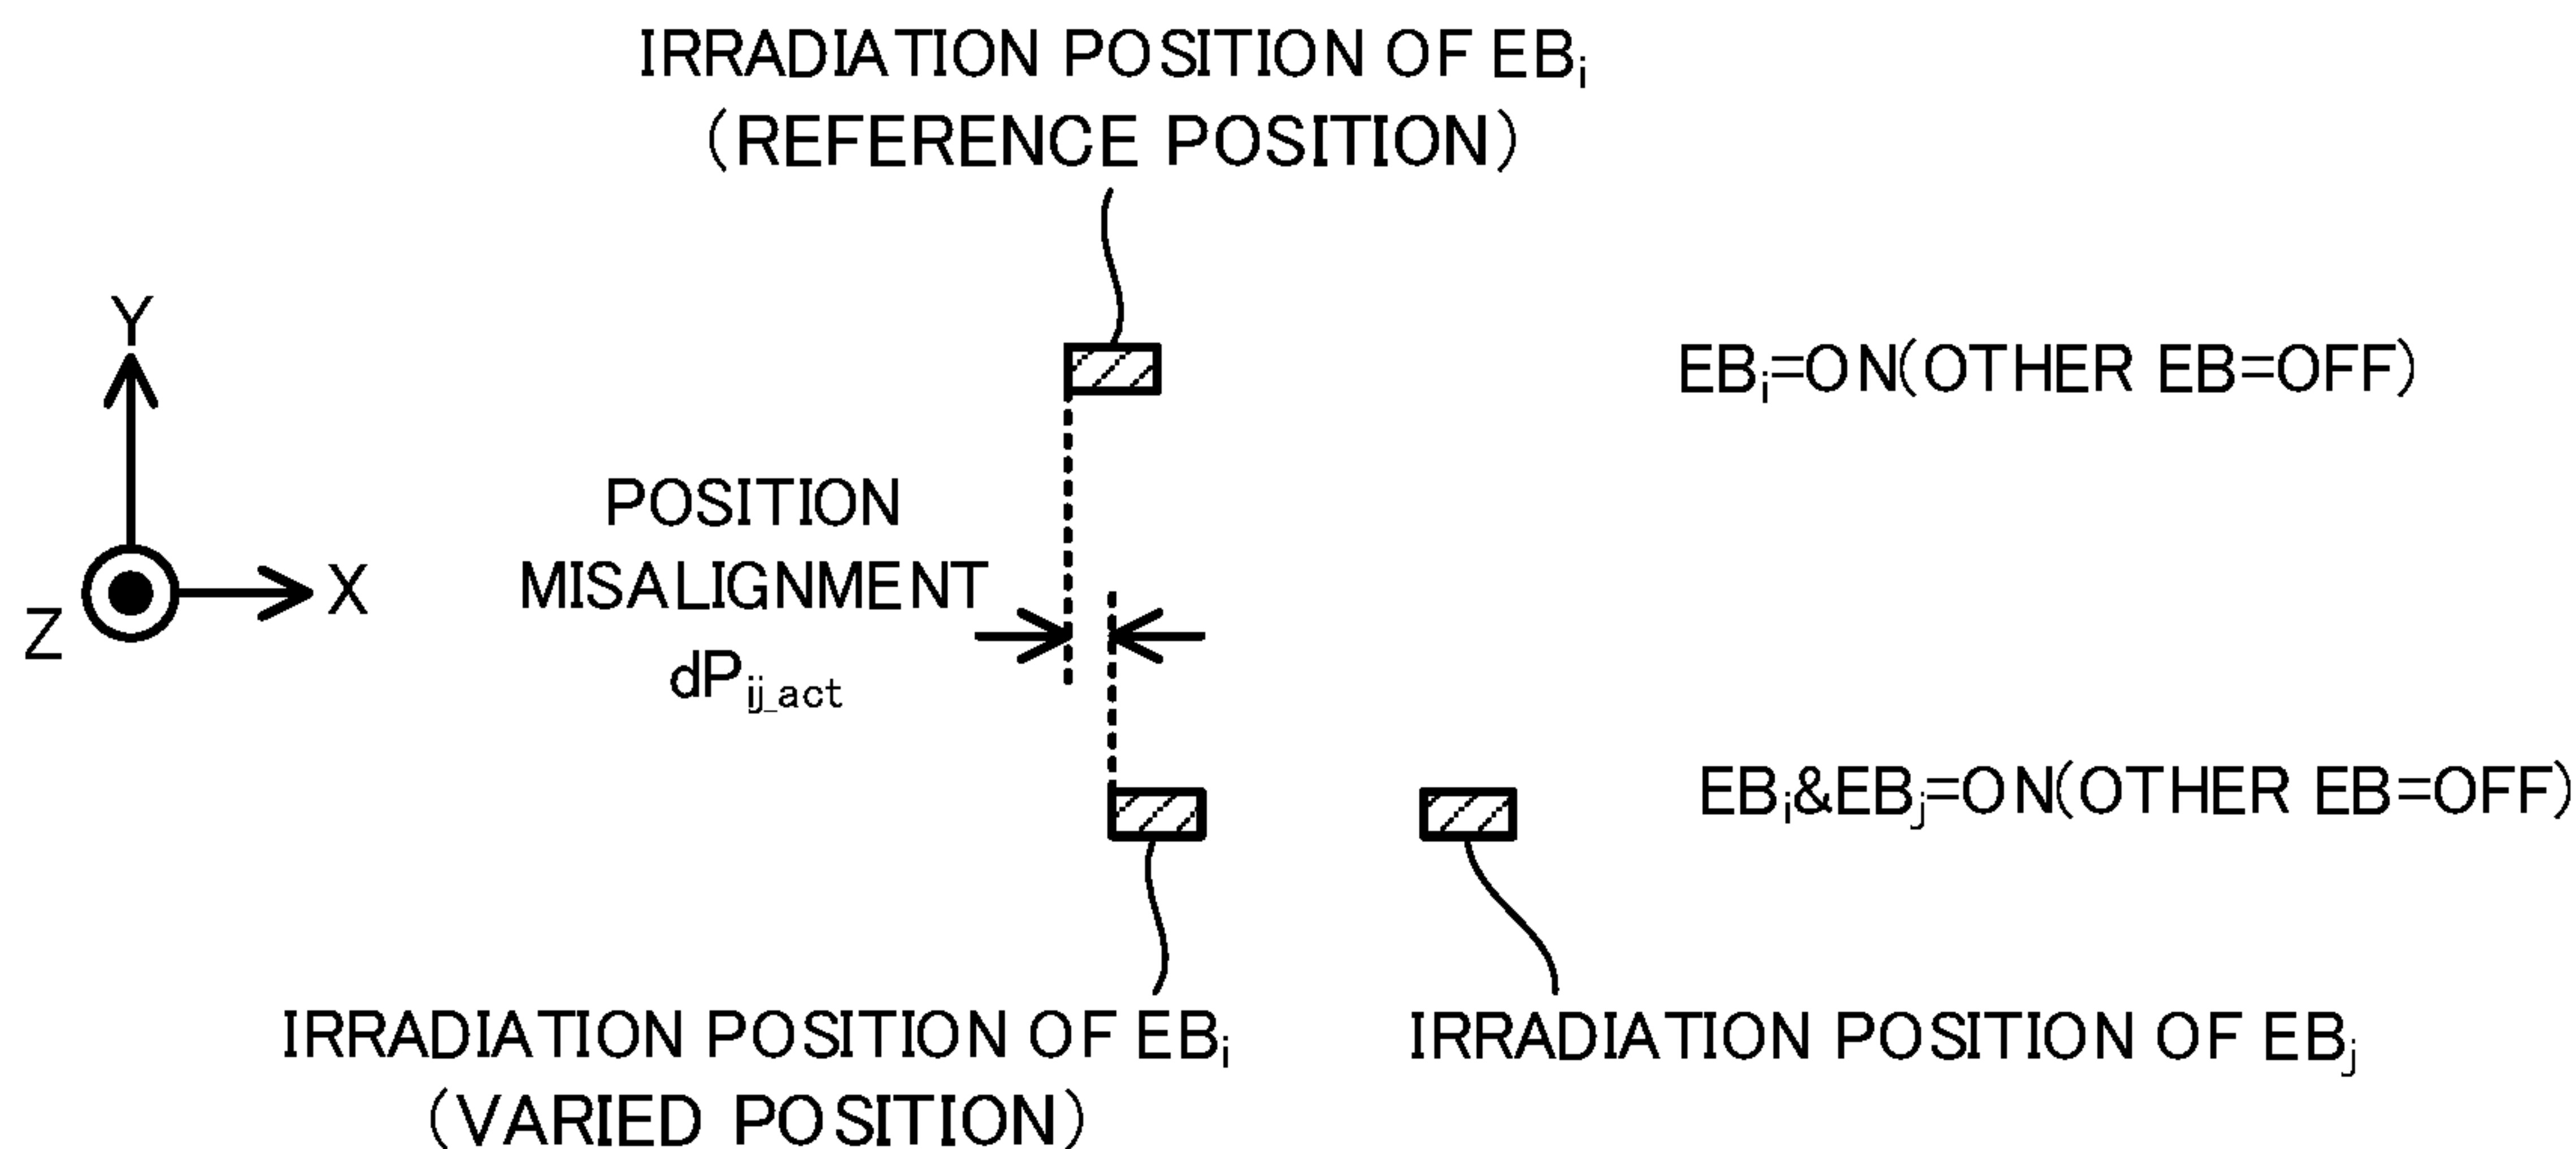 IRRADIATION POSITION OF EBi
(REFERENCE POSITION)
Y
EBi=ON(OTHER EB=OFF)
POSITION
MISALIGNMENT
X
Z
dPij_act
EBi&EBj=ON(OTHER EB=OFF)
IRRADIATION POSITION OF EBi
(VARIED POSITION)
IRRADIATION POSITION OF EBj